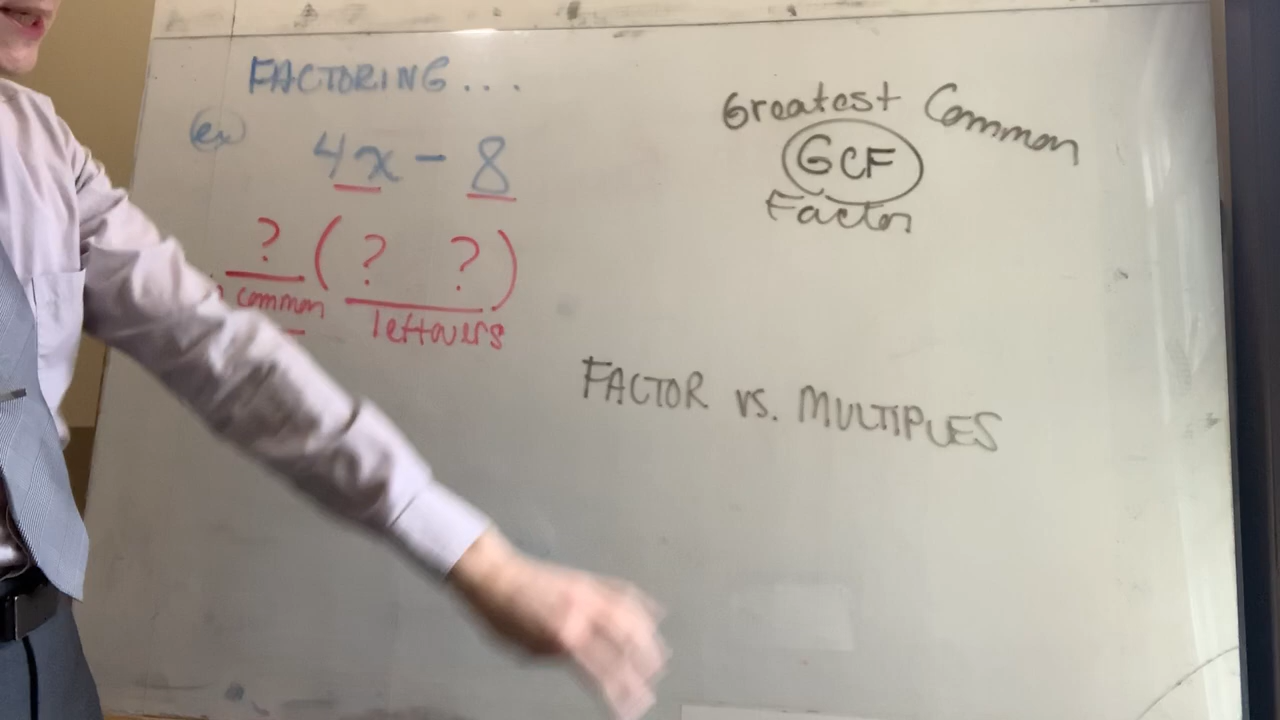 FACTORING...
ex
4x - 8
? ( ? ? )
common
leftovers
Greatest Common
GCF
Factor
FACTOR vs. MULTIPLES